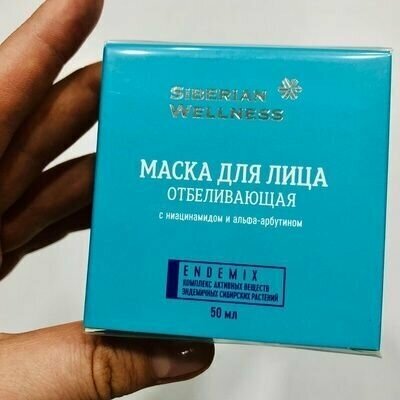 SIBERIAN
WELLNESS
МАСКА ДЛЯ ЛИЦА
ОТБЕЛИВАЮЩАЯ
с ниацинамидом и альфа-арбутином
ENDEMIX
КОМПЛЕКС АКТИВНЫХ ВЕЩЕСТВ
ЭНДЕМИЧНЫХ СИБИРСКИХ РАСТЕНИЙ
50 мл